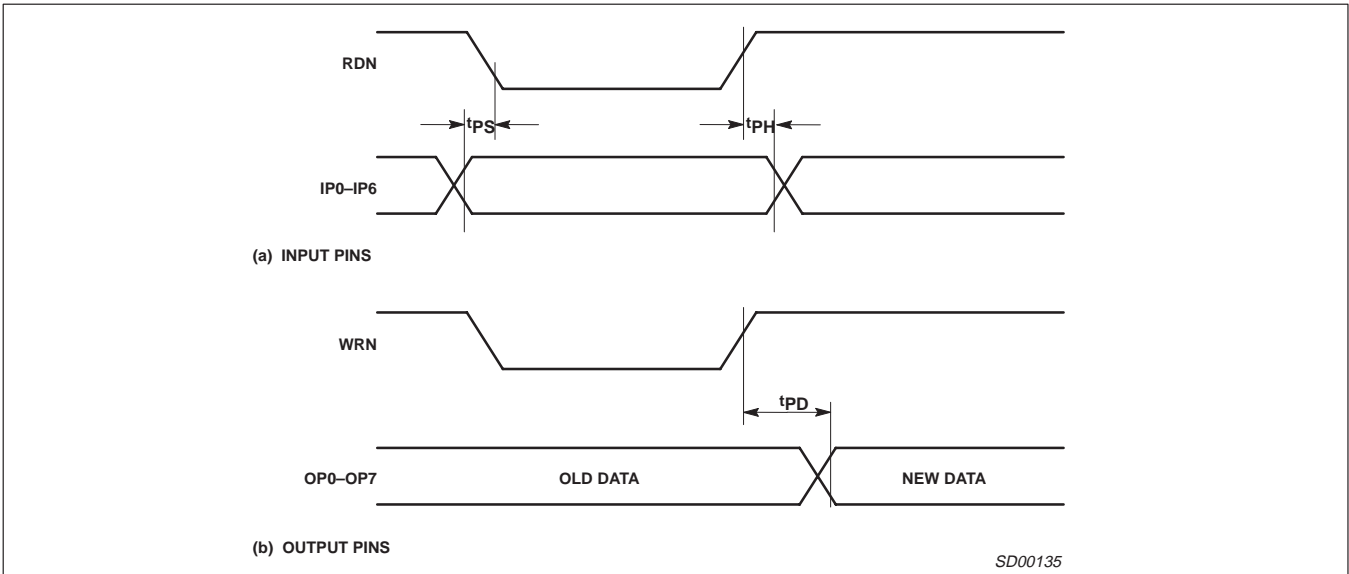 RDN
tPS
tPH
IP0–IP6
(a) INPUT PINS
WRN
tPD
OP0–OP7
OLD DATA
NEW DATA
(b) OUTPUT PINS
SD00135